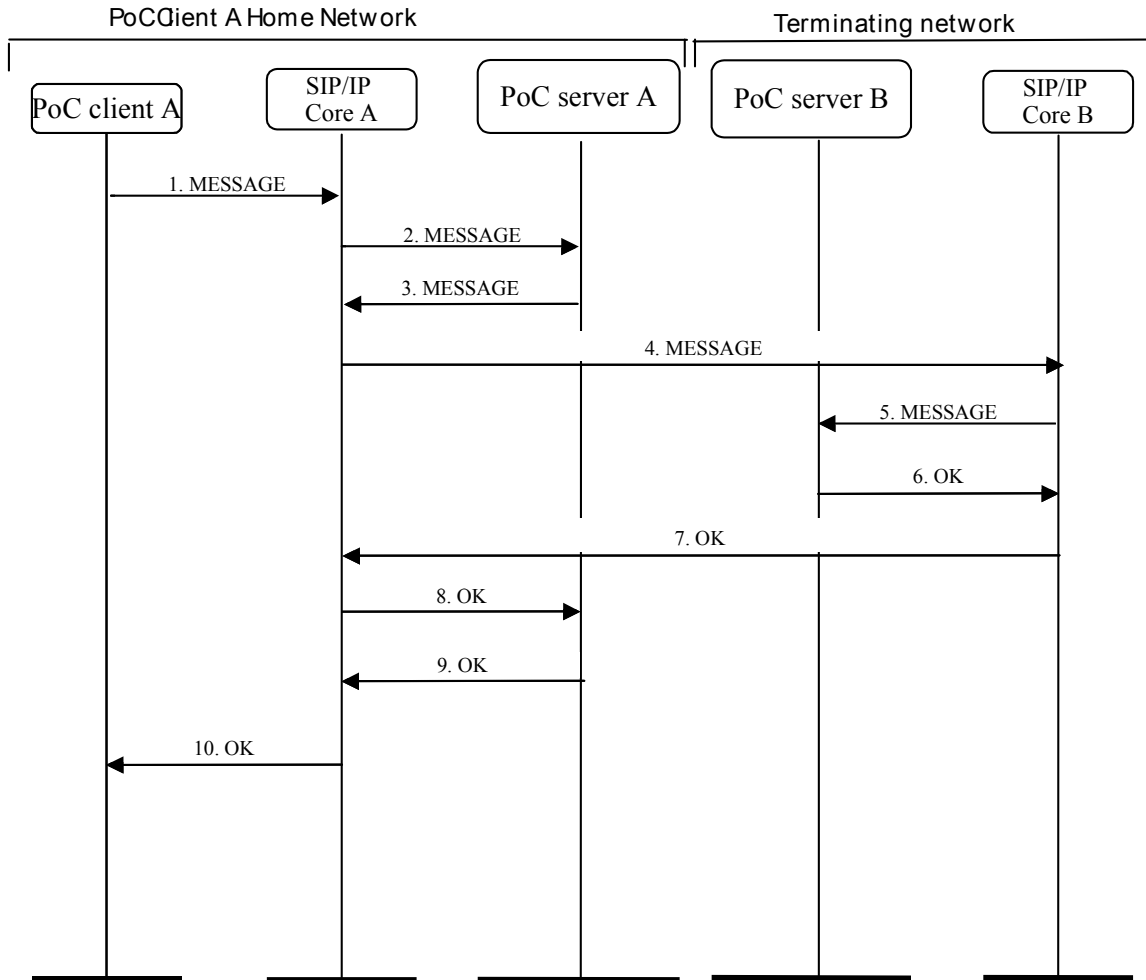 PoCClient A Home Network
Terminating network
PoC client A
SIP/IP
Core A
PoC server A
PoC server B
SIP/IP
Core B
1. MESSAGE
2. MESSAGE
3. MESSAGE
4. MESSAGE
5. MESSAGE
6. OK
7. OK
8. OK
9. OK
10. OK